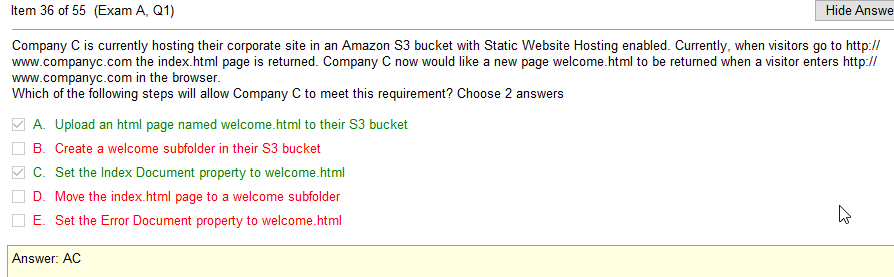 Item 36 of 55 (Exam A, Q1)
Hide Answe
Company C is currently hosting their corporate site in an Amazon S3 bucket with Static Website Hosting enabled. Currently, when visitors go to http://
www.companyc.com the index.html page is returned. Company C now would like a new page welcome.html to be returned when a visitor enters http://
www.companyc.com in the browser.
Which of the following steps will allow Company C to meet this requirement? Choose 2 answers
A. Upload an html page named welcome.html to their S3 bucket
B. Create a welcome subfolder in their S3 bucket
C. Set the Index Document property to welcome.html
D. Move the index.html page to a welcome subfolder
E. Set the Error Document property to welcome.html
Answer: AC